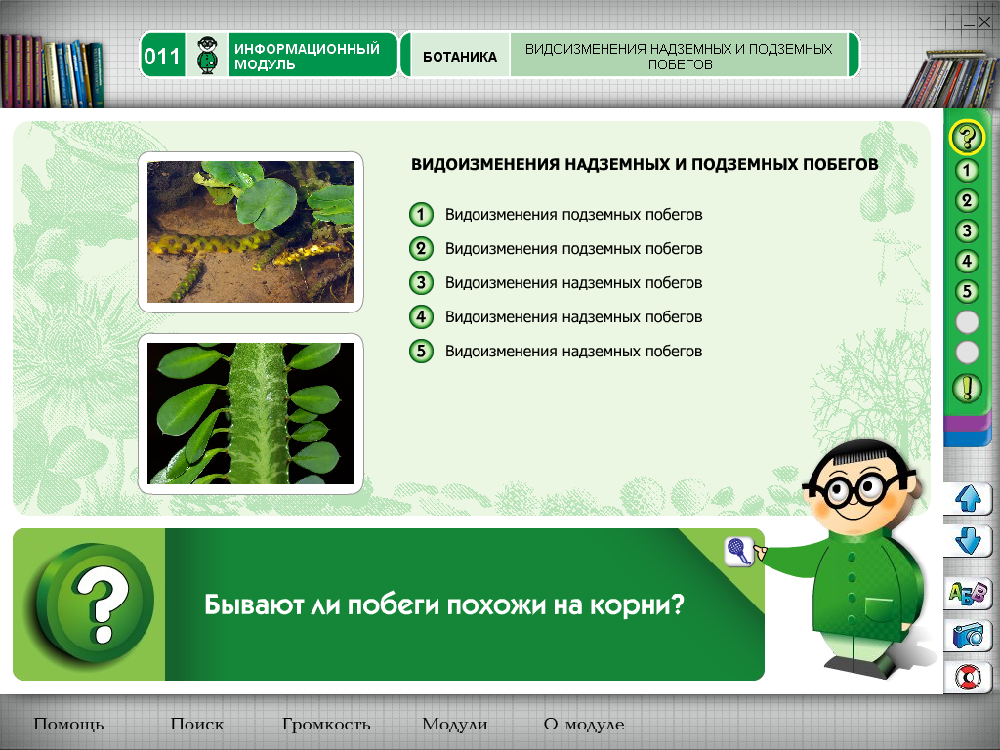 011
ИНФОРМАЦИОННЫЙ
МОДУЛЬ
БОТАНИКА
ВИДОИЗМЕНЕНИЯ НАДЗЕМНЫХ И ПОДЗЕМНЫХ
ПОБЕГОВ
ВИДОИЗМЕНЕНИЯ НАДЗЕМНЫХ И ПОДЗЕМНЫХ ПОБЕГОВ
1 Видоизменения подземных побегов
2 Видоизменения подземных побегов
3 Видоизменения надземных побегов
4 Видоизменения надземных побегов
5 Видоизменения надземных побегов
?
1
2
3
4
5
!
АБВ
?
Бывают ли побеги похожи на корни?
Помощь
Поиск
Громкость
Модули
О модуле